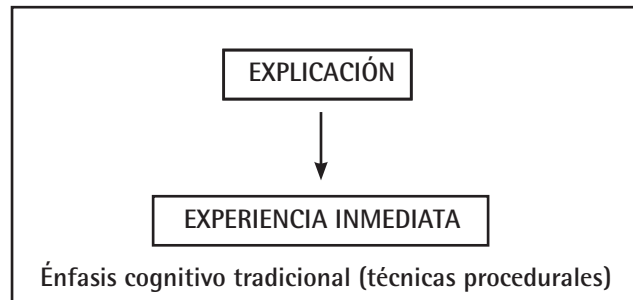 EXPLICACIÓN
EXPERIENCIA INMEDIATA
Énfasis cognitivo tradicional (técnicas procedurales)